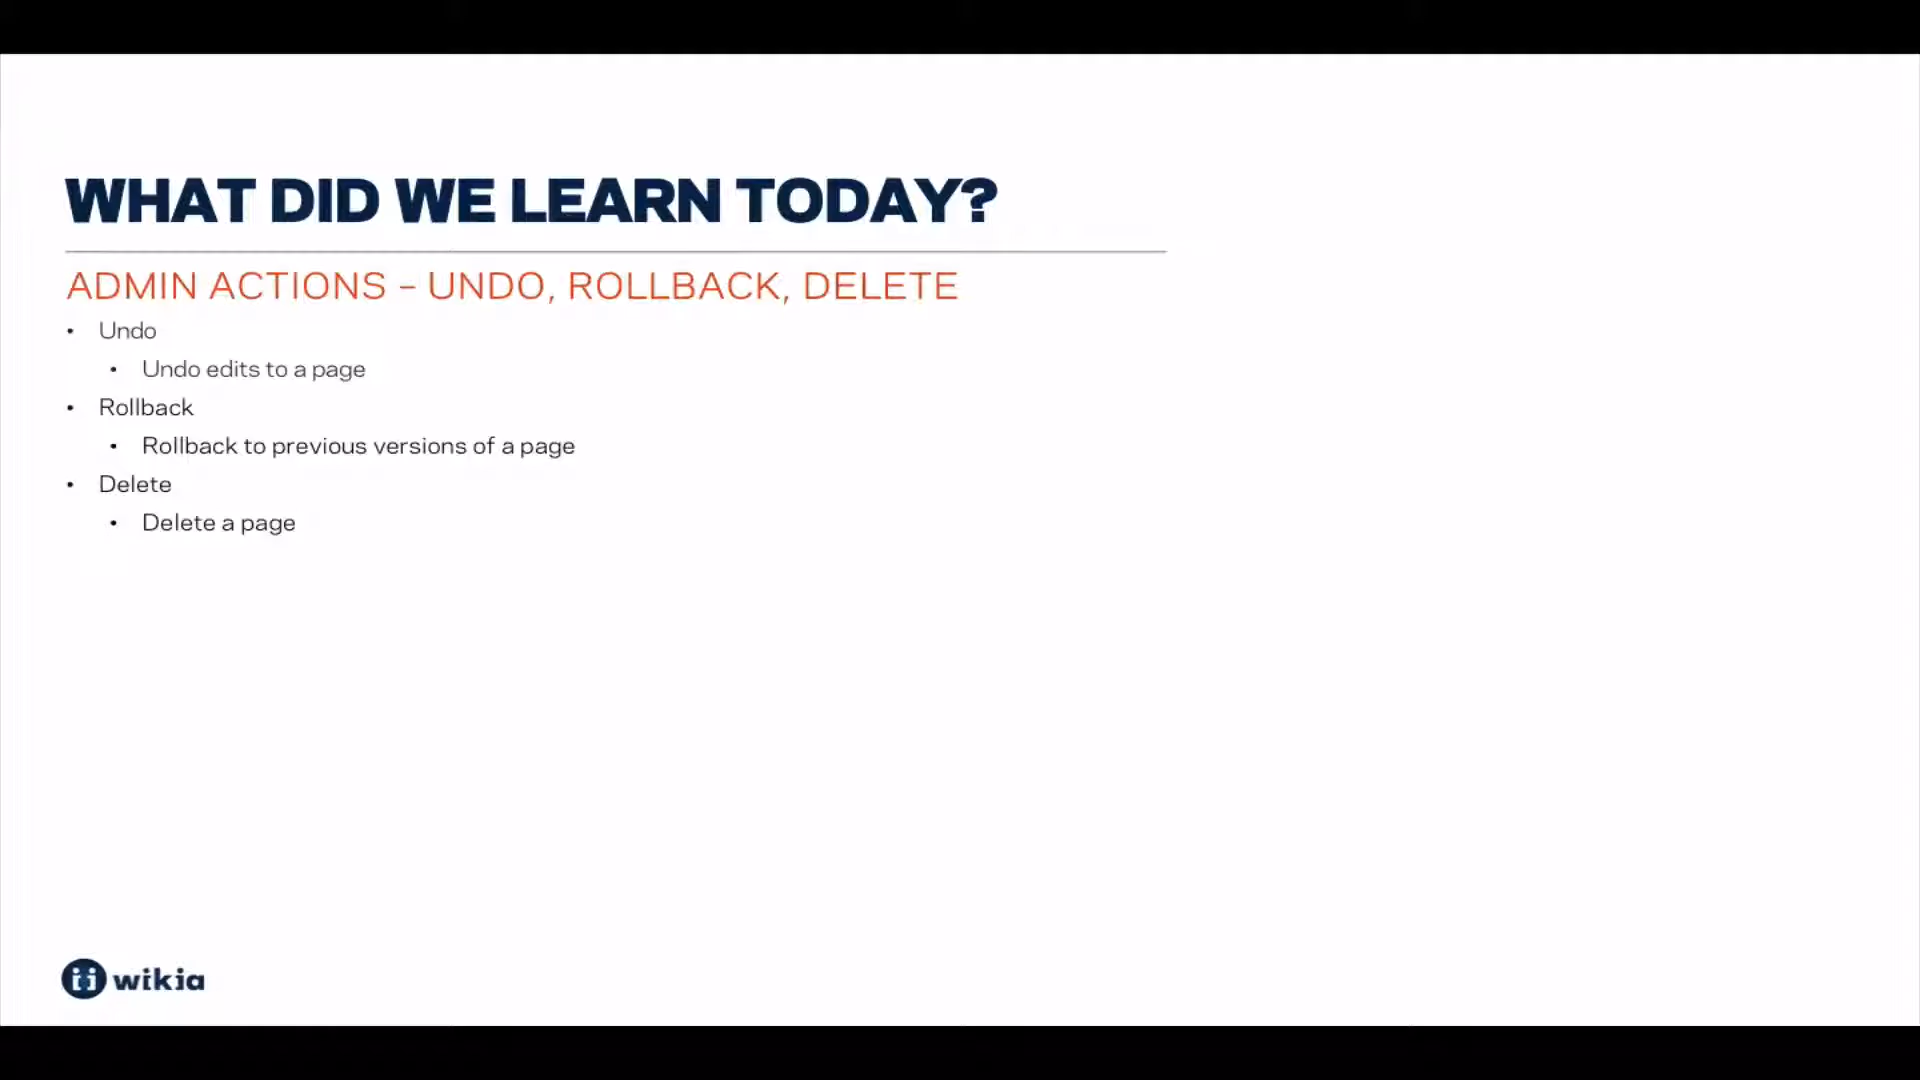 WHAT DID WE LEARN TODAY?
ADMIN ACTIONS – UNDO, ROLLBACK, DELETE
• Undo
• Undo edits to a page
• Rollback
• Rollback to previous versions of a page
• Delete
• Delete a page
wikia